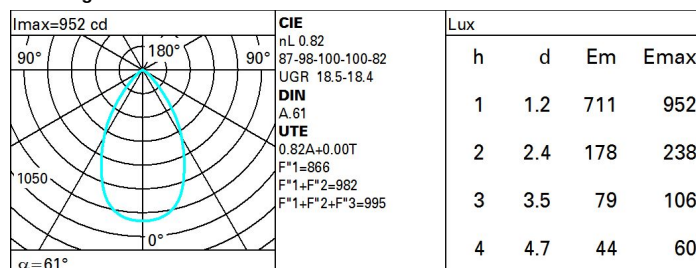 Imax=952 cd
90°
180°
90°
1050
0°
α=61°
CIE
nL 0.82
87-98-100-100-82
UGR 18.5-18.4
DIN
A.61
UTE
0.82A+0.00T
F"1=866
F"1+F"2=982
F"1+F"2+F"3=995
Lux
h d Em Emax
1 1.2 711 952
2 2.4 178 238
3 3.5 79 106
4 4.7 44 60